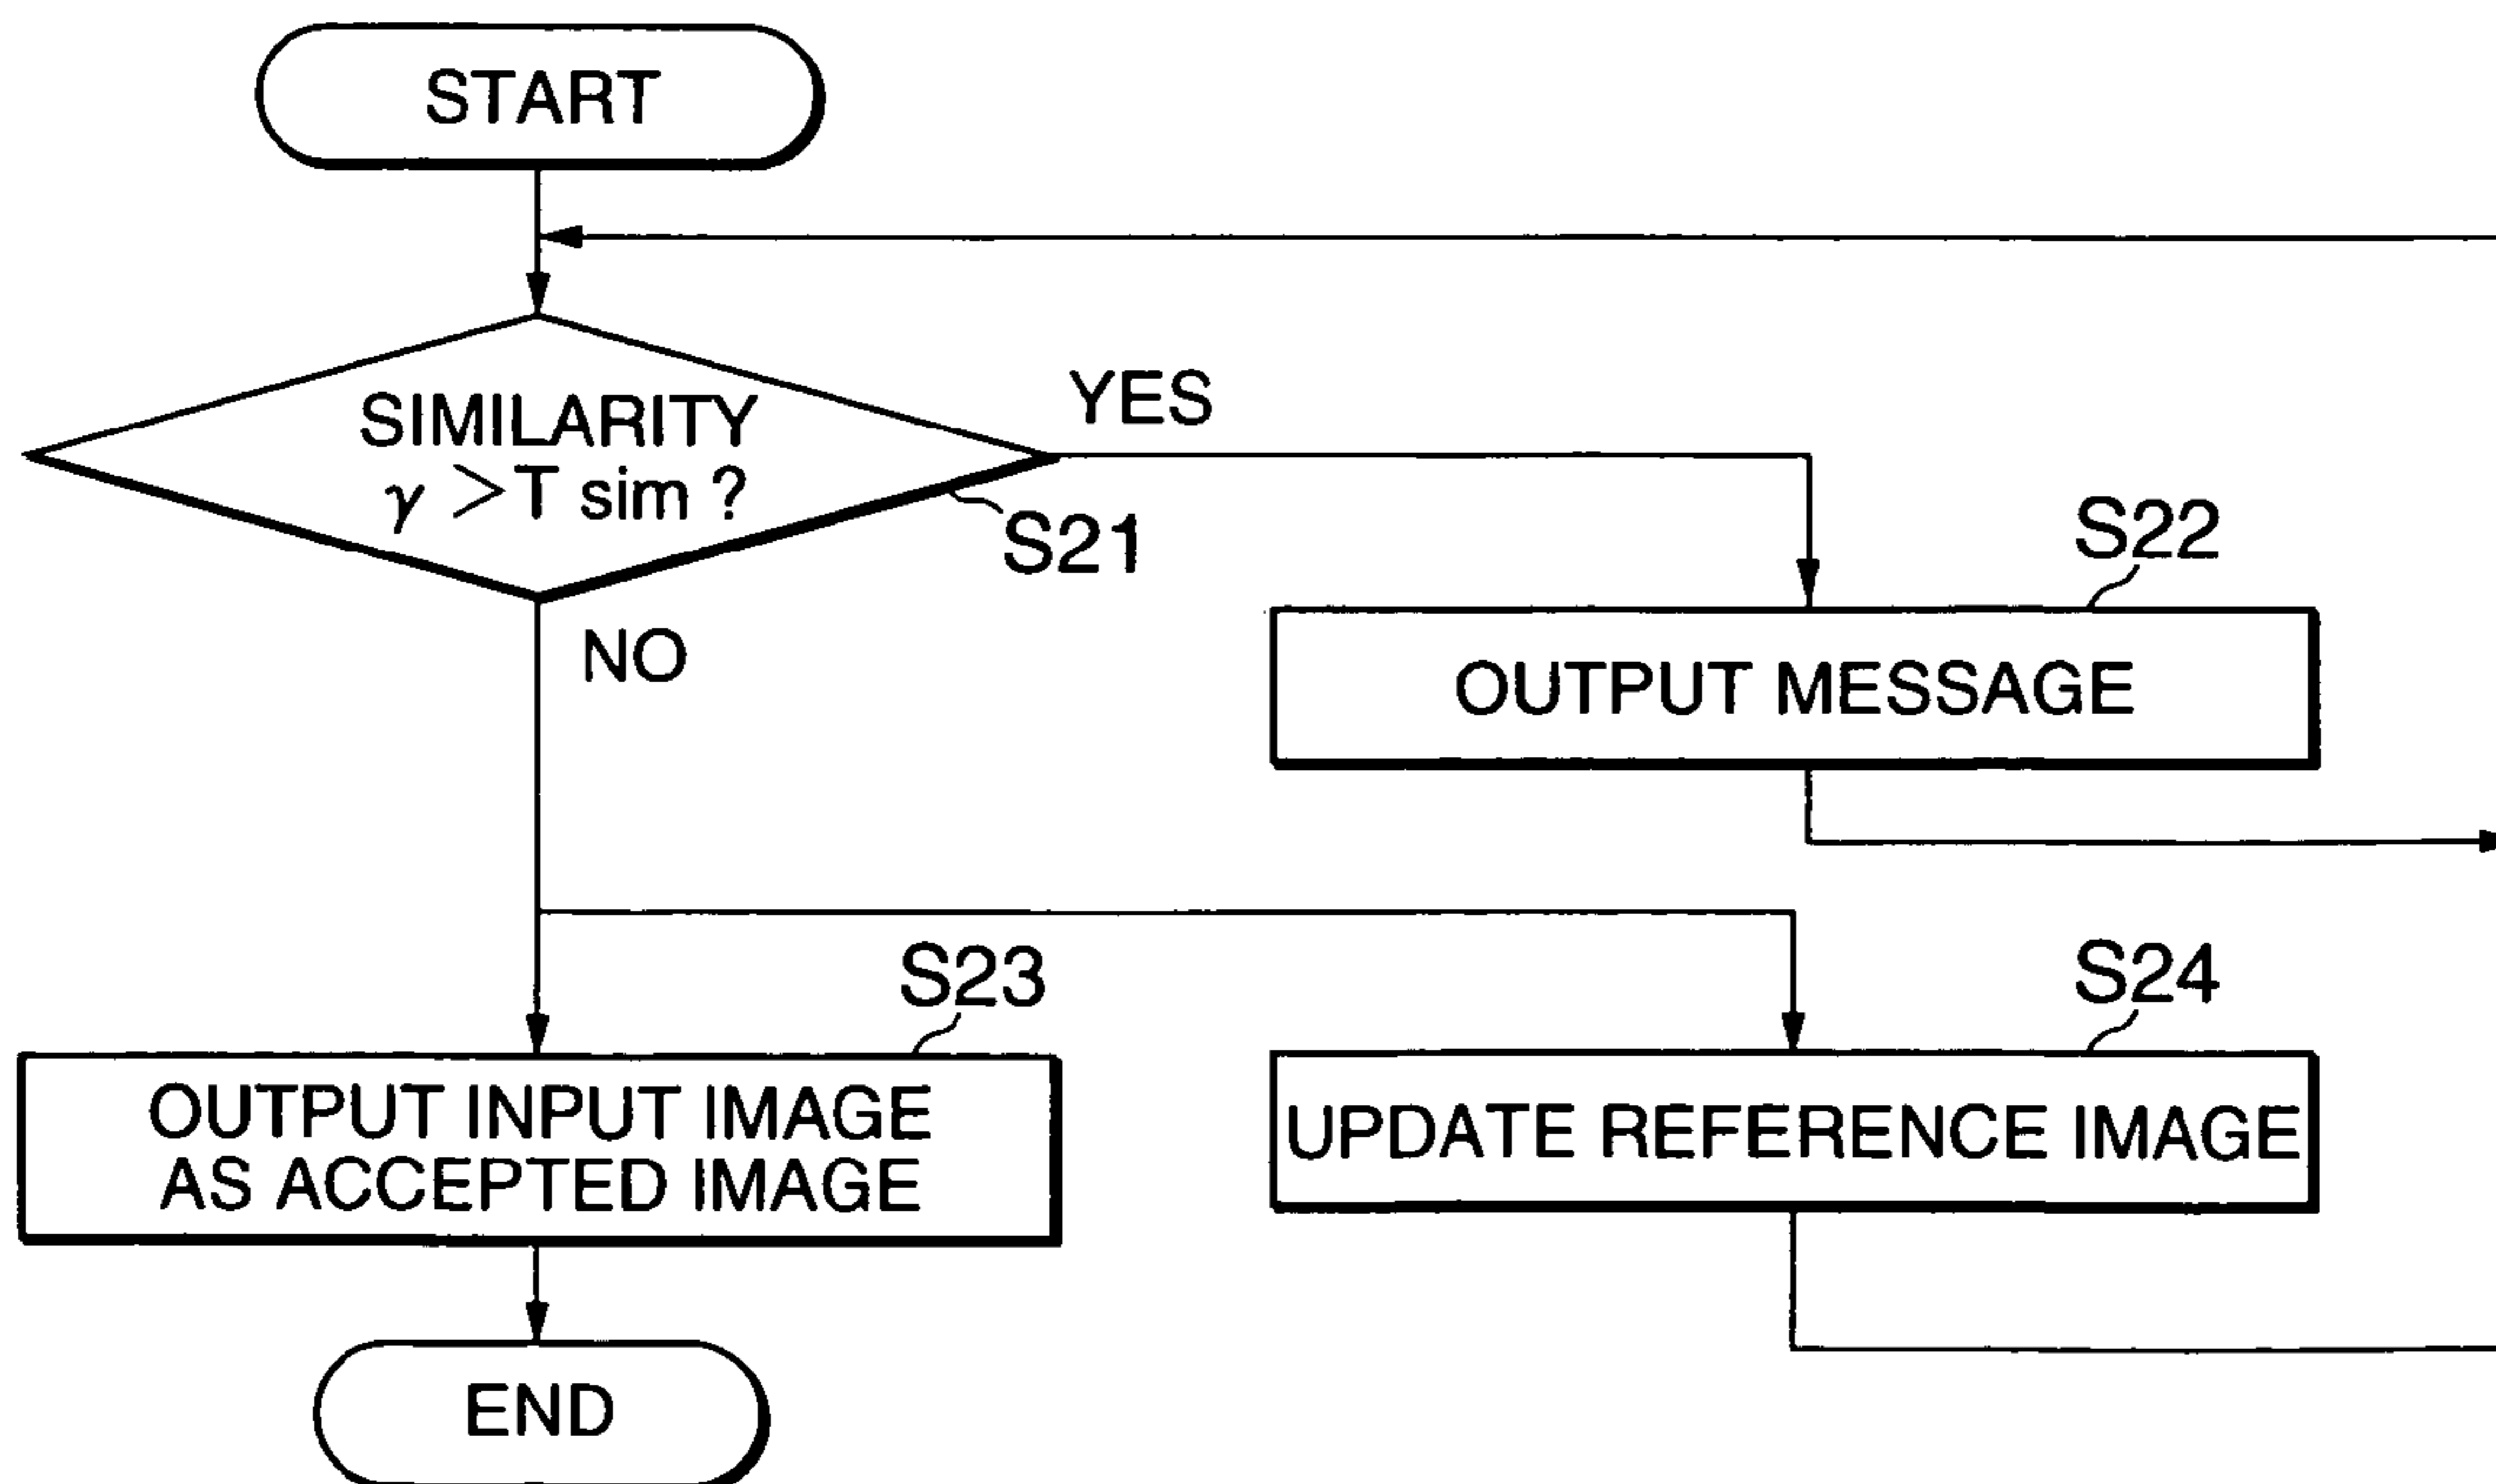 START
SIMILARITY
γ >T sim ?
YES
S21
NO
S22
OUTPUT MESSAGE
S23
OUTPUT INPUT IMAGE
AS ACCEPTED IMAGE
S24
UPDATE REFERENCE IMAGE
END